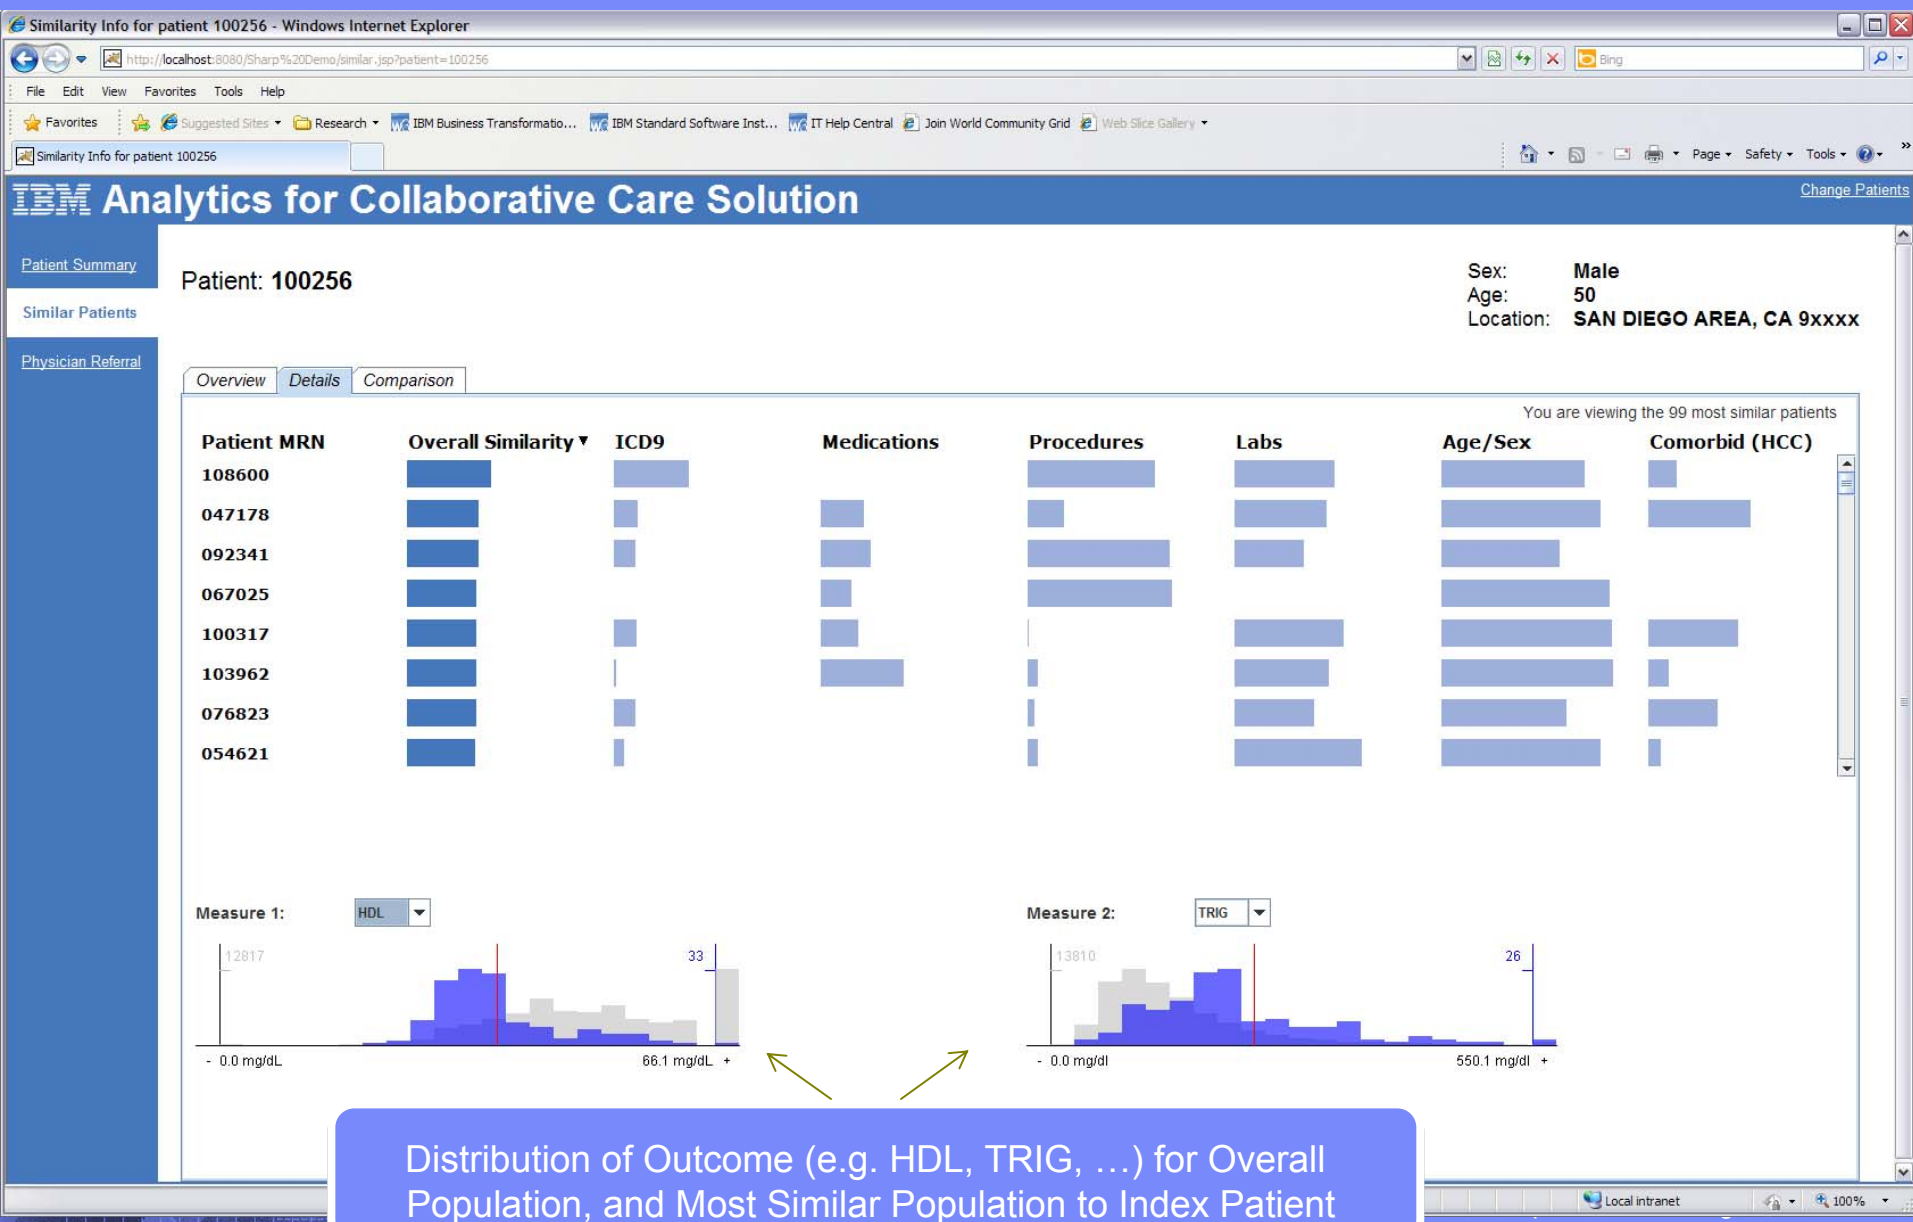 Similarity Info for patient 100256 - Windows Internet Explorer
http://localhost:8080/Sharp%20Demo/similar.jsp?patient=100256
Bing
File Edit View Favorites Tools Help
Favorites Suggested Sites Research IBM Business Transformatio... IBM Standard Software Inst... IT Help Central Join World Community Grid Web Slice Gallery
Similarity Info for patient 100256
Page Safety Tools »
IBM Analytics for Collaborative Care Solution
Change Patients
Patient Summary
Similar Patients
Physician Referral
Patient: 100256
Sex: Male
Age: 50
Location: SAN DIEGO AREA, CA 9xxxx
Overview Details Comparison
You are viewing the 99 most similar patients
Patient MRN Overall Similarity ICD9 Medications Procedures Labs Age/Sex Comorbid (HCC)
108600
047178
092341
067025
100317
103962
076823
054621
Measure 1: HDL
12817 33
- 0.0 mg/dL 66.1 mg/dL +
Measure 2: TRIG
13810 26
- 0.0 mg/dl 550.1 mg/dl +
Distribution of Outcome (e.g. HDL, TRIG, …) for Overall
Population, and Most Similar Population to Index Patient
Local intranet 100%